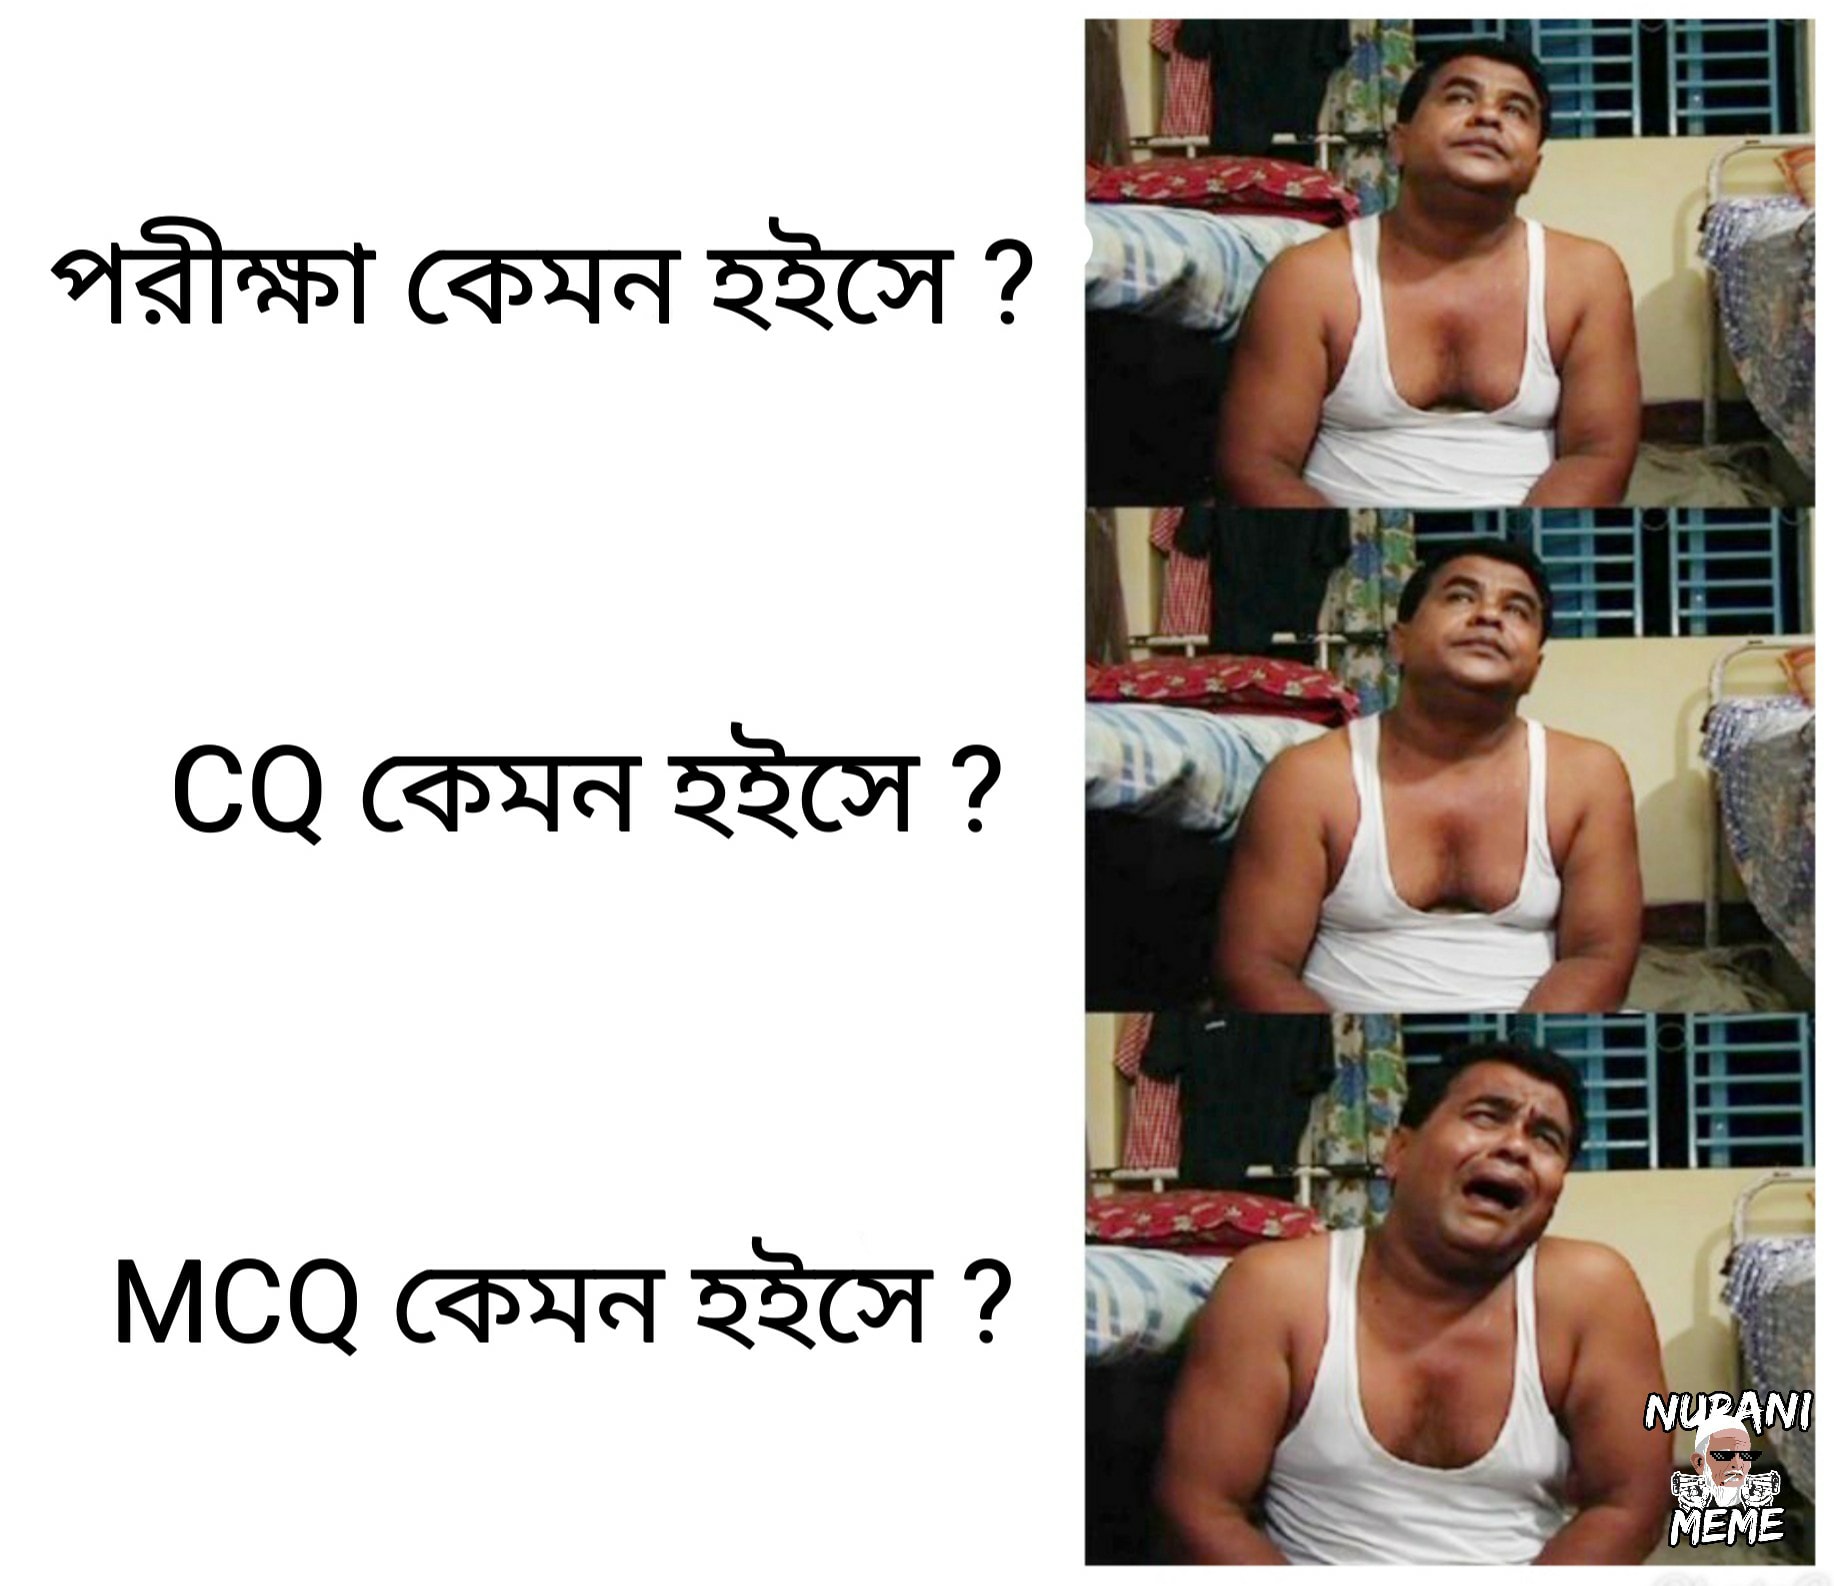 পরীক্ষা কেমন হইসে ?
CQ কেমন হইসে ?
MCQ কেমন হইসে ?
NURANI
MEME